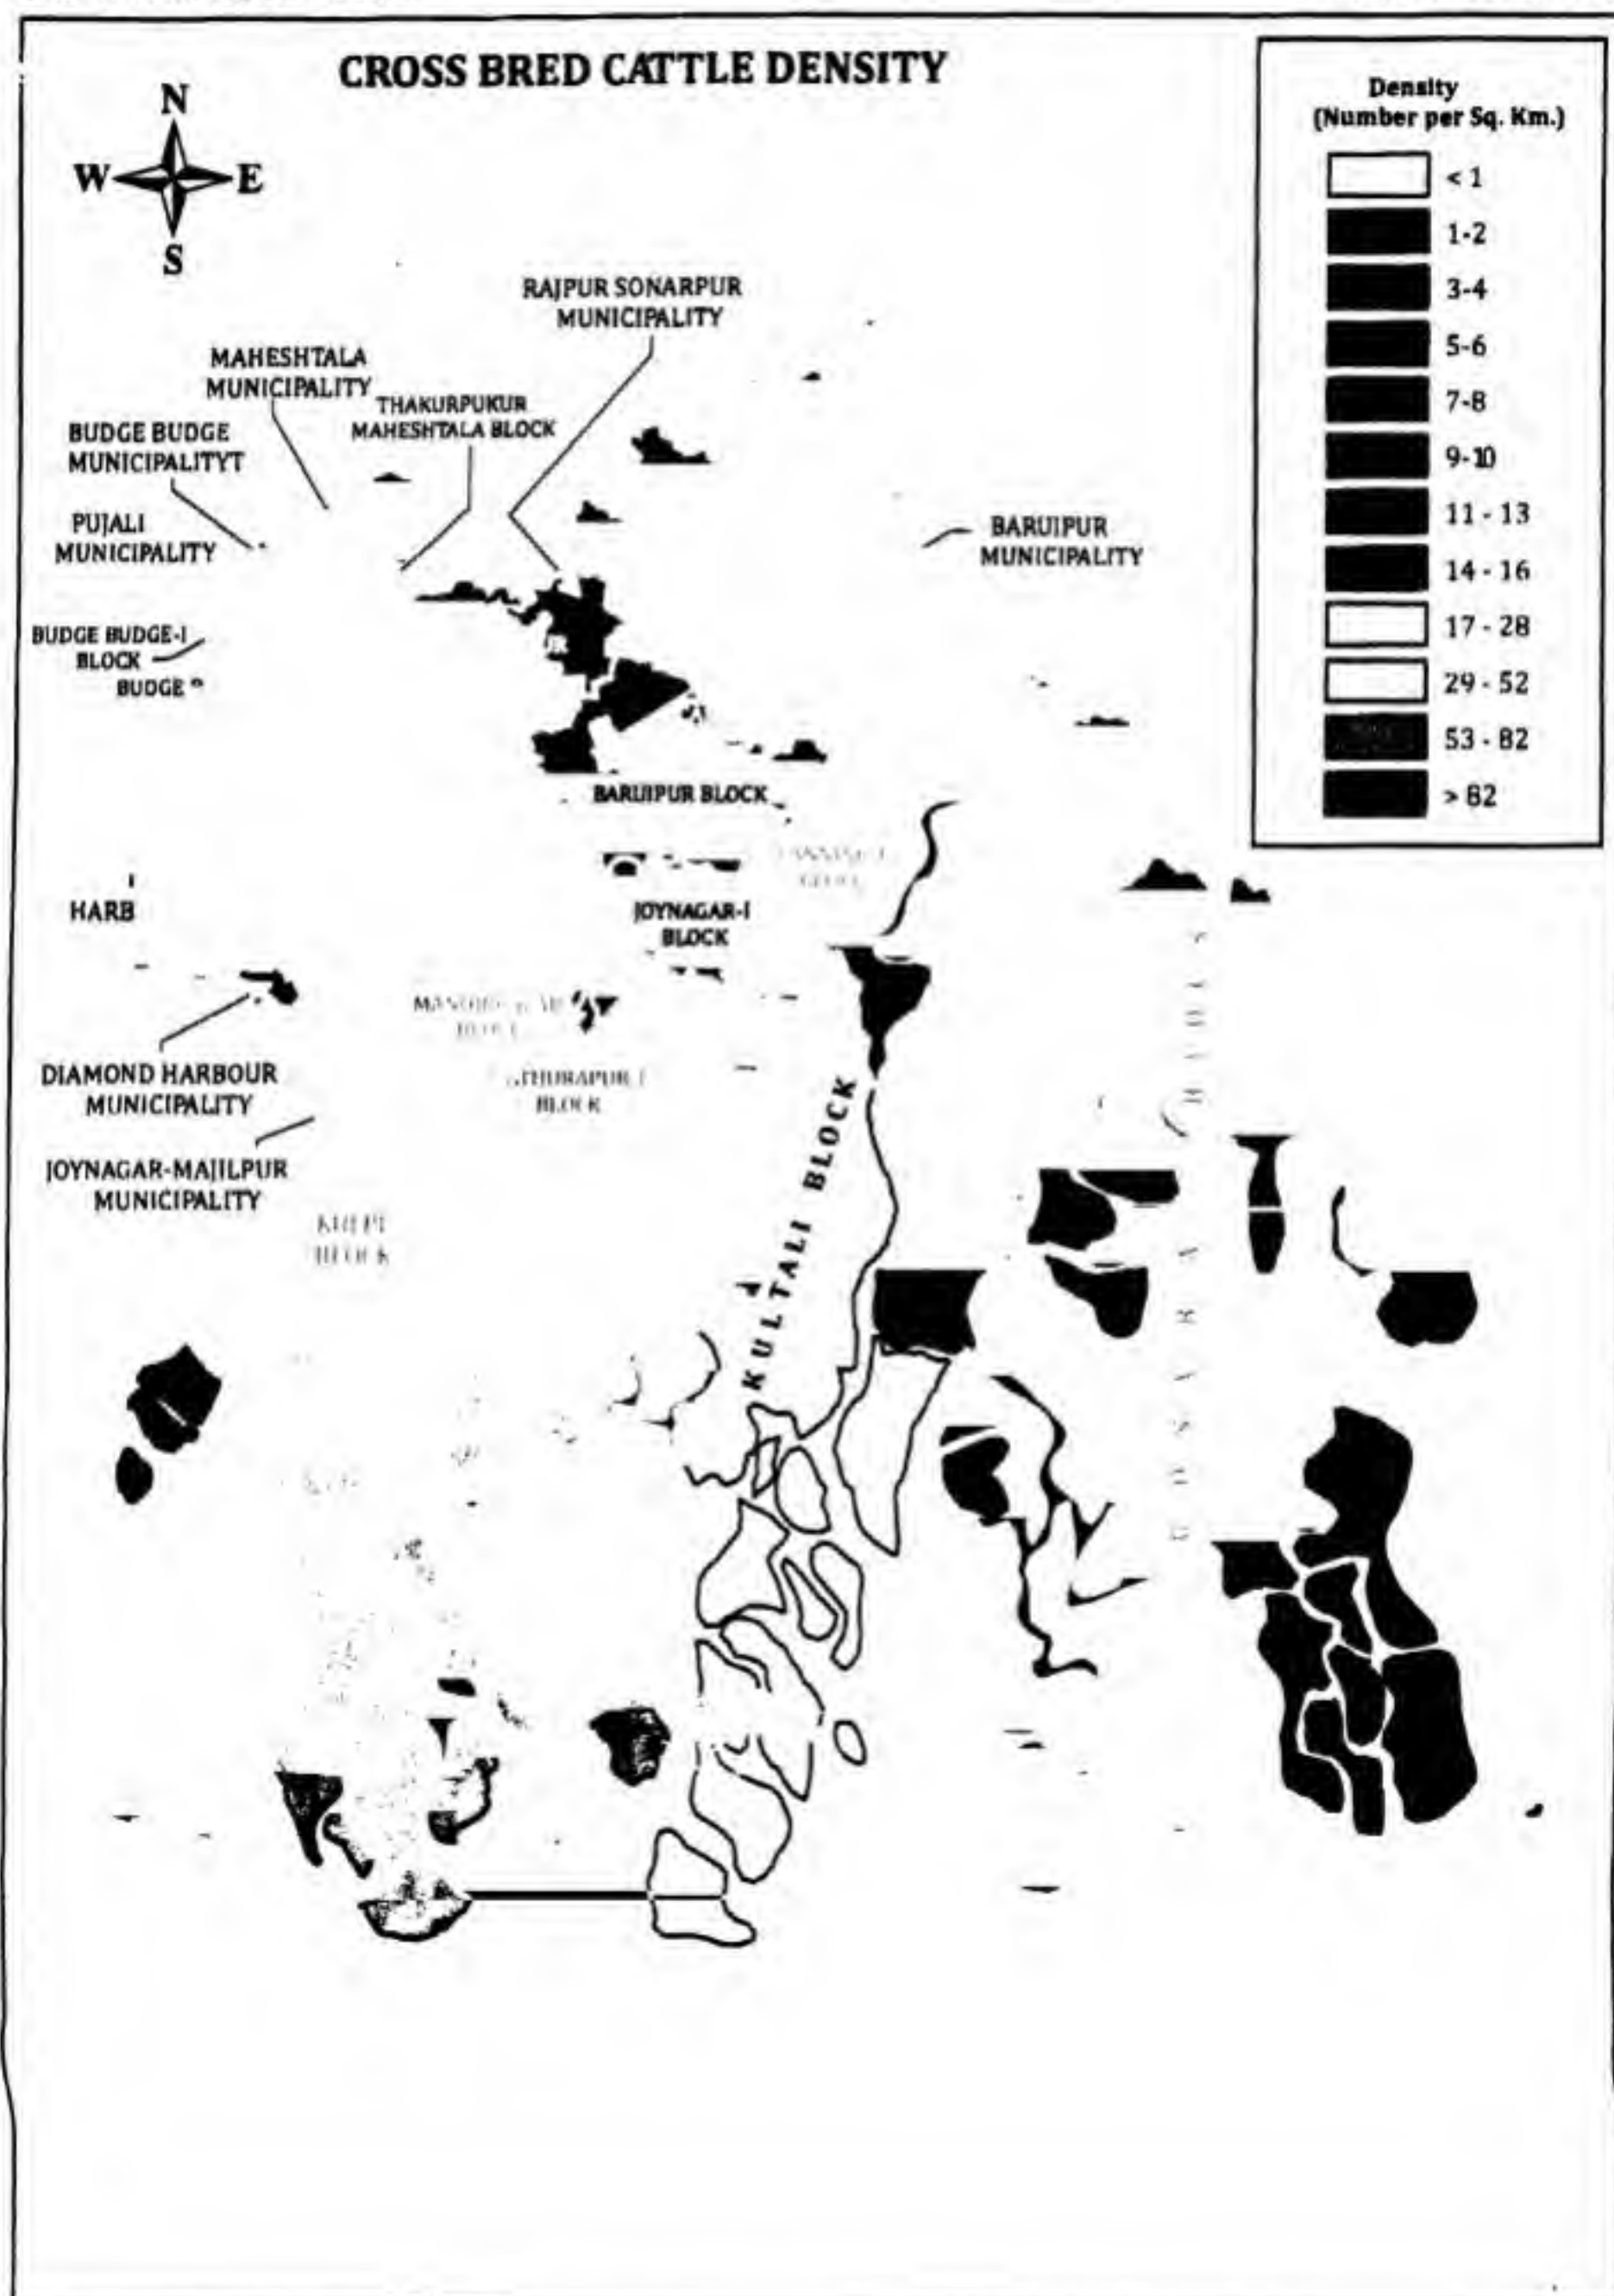 CROSS BRED CATTLE DENSITY
N
W
E
S
Density
(Number per Sq. Km.)
< 1
1-2
3-4
5-6
7-8
9-10
11 - 13
14 - 16
17 - 28
29 - 52
53 - 82
> 82
RAJPUR SONARPUR
MUNICIPALITY
MAHESHTALA
MUNICIPALITY
THAKURPUKUR
MAHESHTALA BLOCK
BUDGE BUDGE
MUNICIPALITYT
PUJALI
MUNICIPALITY
BARUIPUR
MUNICIPALITY
BUDGE BUDGE-I
BLOCK
BUDGE
BARUIPUR BLOCK
HARB
JOYNAGAR-I
BLOCK
DIAMOND HARBOUR
MUNICIPALITY
BLOCK
JOYNAGAR-MAJILPUR
MUNICIPALITY
KULTALI BLOCK
BLOCK